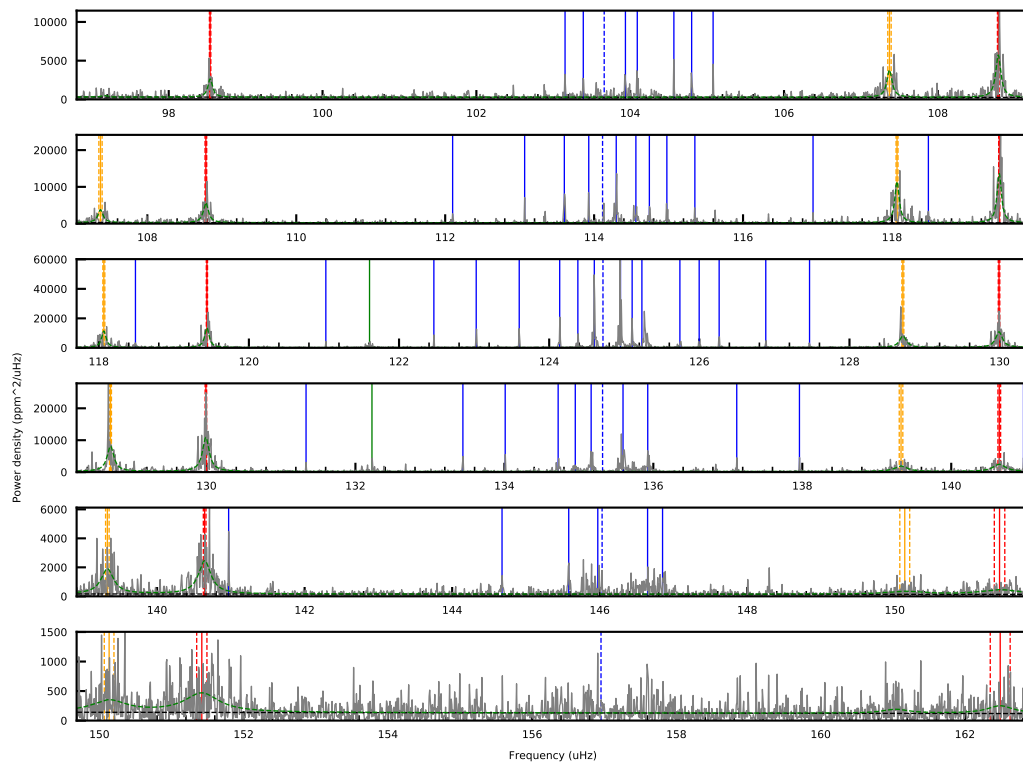 10000
5000
0
98 100 102 104 106 108
20000
10000
0
108 110 112 114 116 118
60000
40000
20000
0
118 120 122 124 126 128 130
Power density (ppm^2/uHz)
20000
10000
0
130 132 134 136 138 140
6000
4000
2000
0
140 142 144 146 148 150
1500
1000
500
0
150 152 154 156 158 160 162
Frequency (uHz)